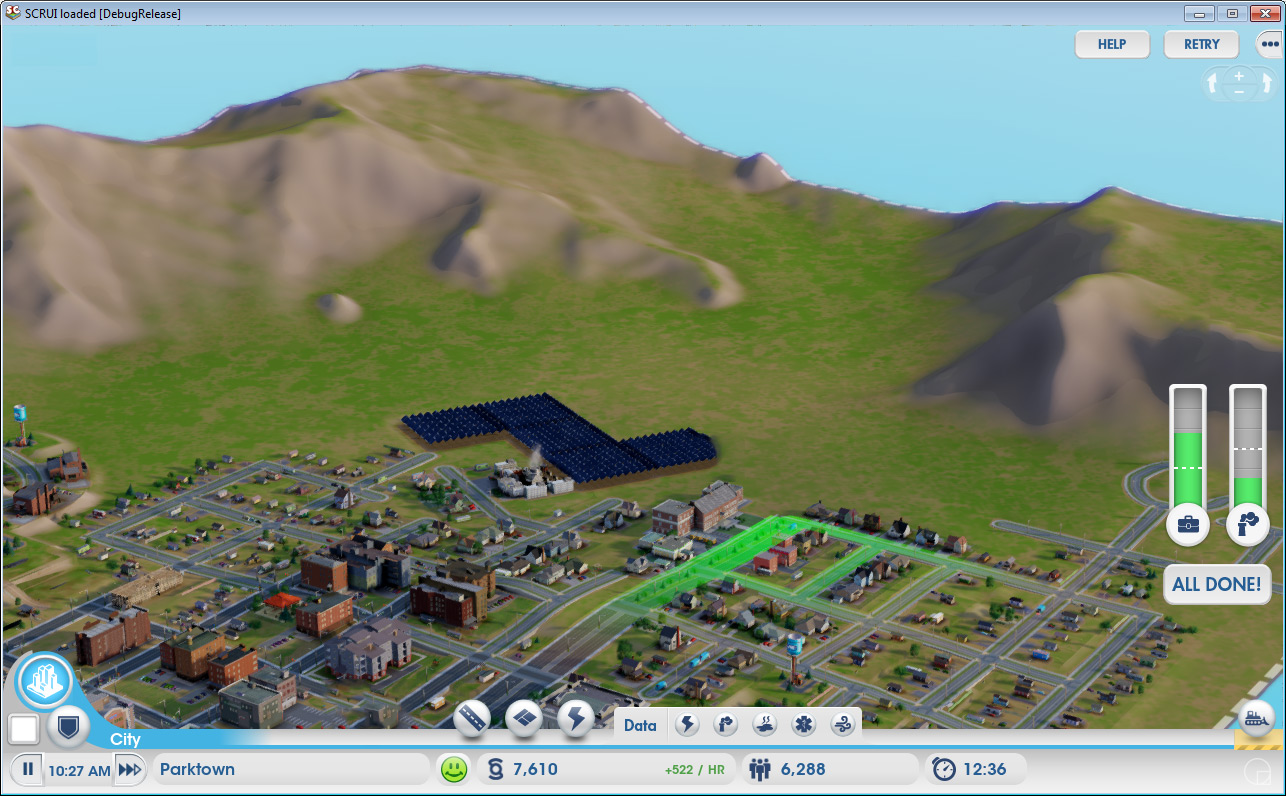 SCRUI loaded [DebugRelease]
HELP
RETRY
ALL DONE!
Data
City
10:27 AM
Parktown
7,610
+522 / HR
6,288
12:36